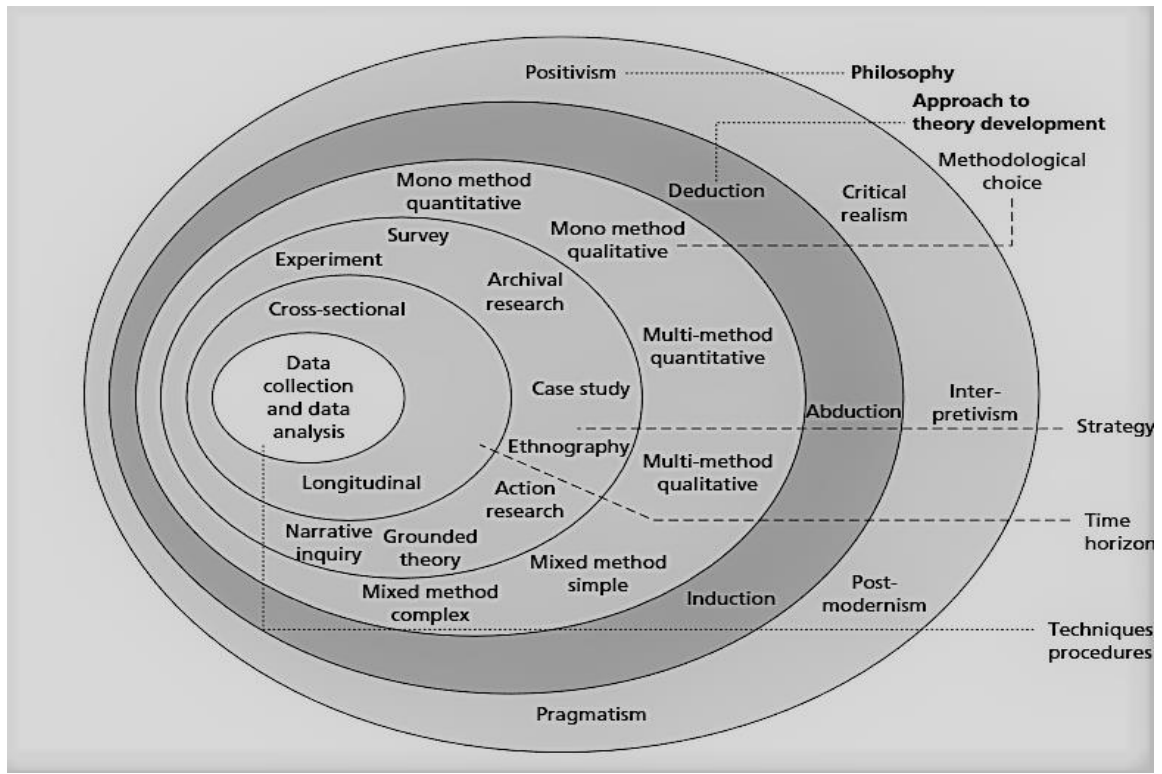 Positivism
Philosophy
Approach to
theory development
Methodological
choice
Mono method
quantitative
Deduction
Critical
realism
Mono method
qualitative
Survey
Experiment
Archival
research
Cross-sectional
Multi-method
quantitative
Data
collection
and data
analysis
Case study
Abduction
Inter-
pretivism
Strategy
Ethnography
Multi-method
qualitative
Longitudinal
Action
research
Time
horizon
Narrative
inquiry
Grounded
theory
Mixed method
simple
Mixed method
complex
Induction
Post-
modernism
Techniques
procedures
Pragmatism